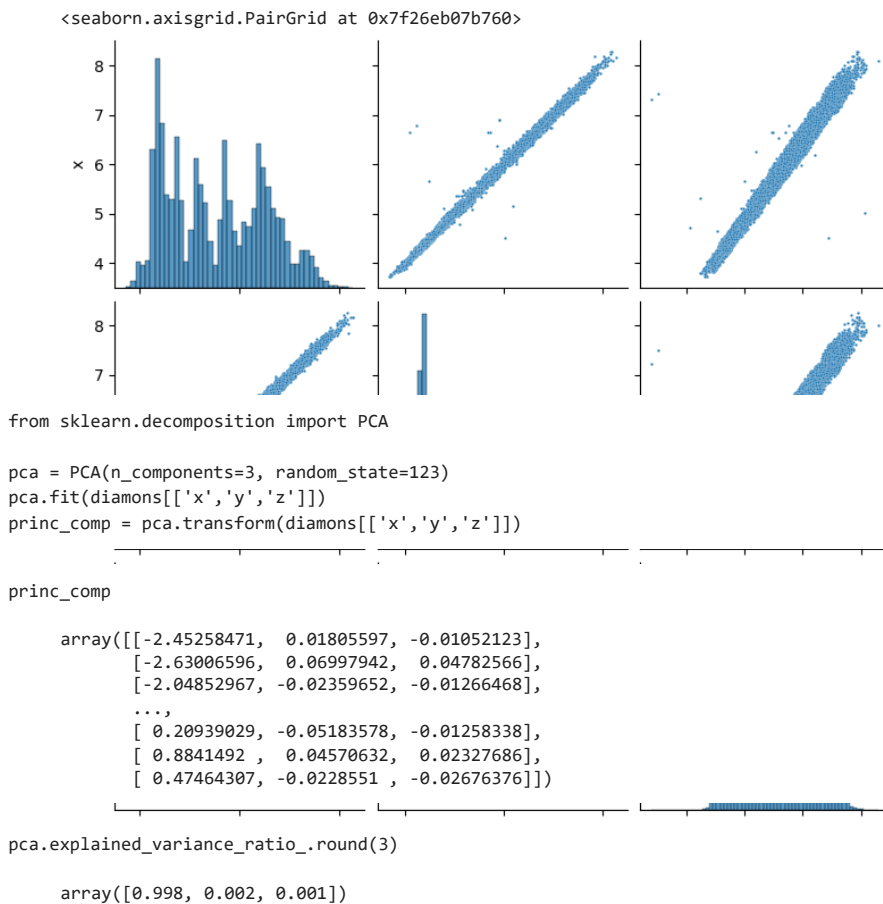 <seaborn.axisgrid.PairGrid at 0x7f26eb07b760>
8
7
6
5
4
x
8
7
from sklearn.decomposition import PCA
pca = PCA(n_components=3, random_state=123)
pca.fit(diamons[['x','y','z']])
princ_comp = pca.transform(diamons[['x','y','z']])
princ_comp
array([[-2.45258471,  0.01805597, -0.01052123],
[-2.63006596,  0.06997942,  0.04782566],
[-2.04852967, -0.02359652, -0.01266468],
...,
[ 0.20939029, -0.05183578, -0.01258338],
[ 0.8841492 ,  0.04570632,  0.02327686],
[ 0.47464307, -0.0228551 , -0.02676376]])
pca.explained_variance_ratio_.round(3)
array([0.998, 0.002, 0.001])